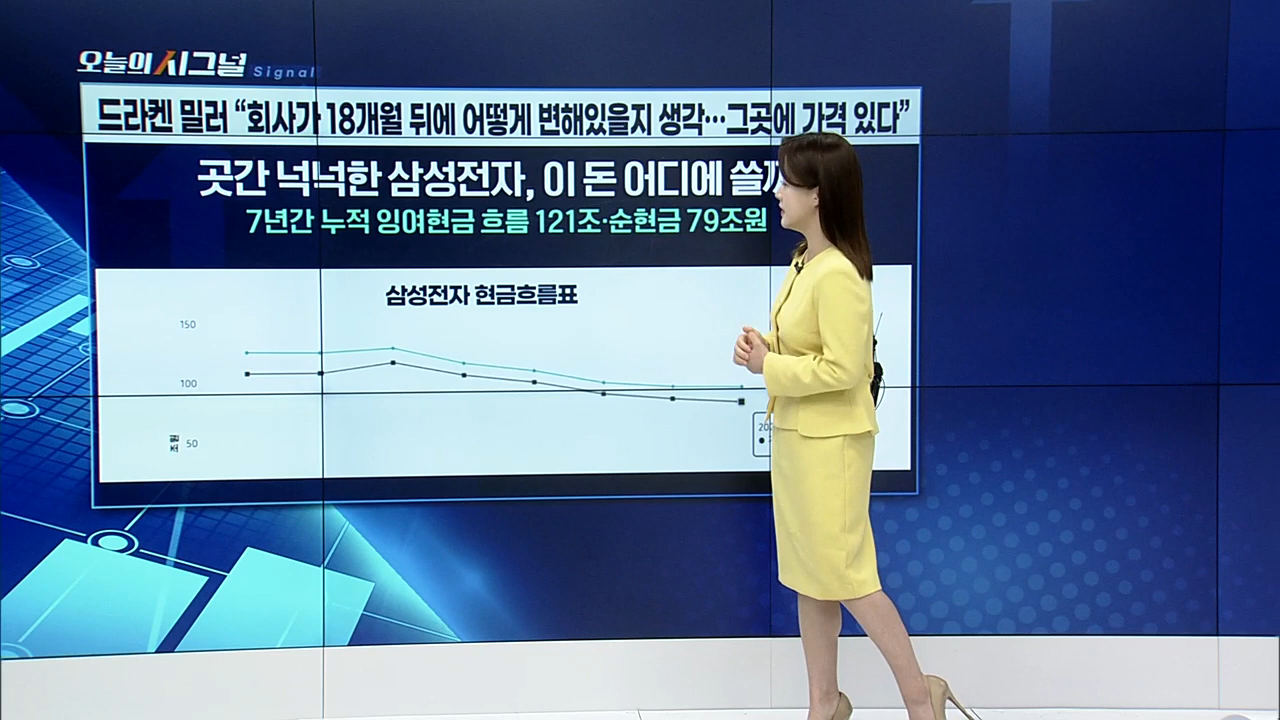 오늘의 시그널 Signal
드라켄 밀러 “회사가 18개월 뒤에 어떻게 변해있을지 생각…그곳에 가격 있다”
곳간 넉넉한 삼성전자, 이 돈 어디에
7년간 누적 잉여현금 흐름 121조·순현금 79조원
삼성전자 현금흐름표
150
100
조원 50